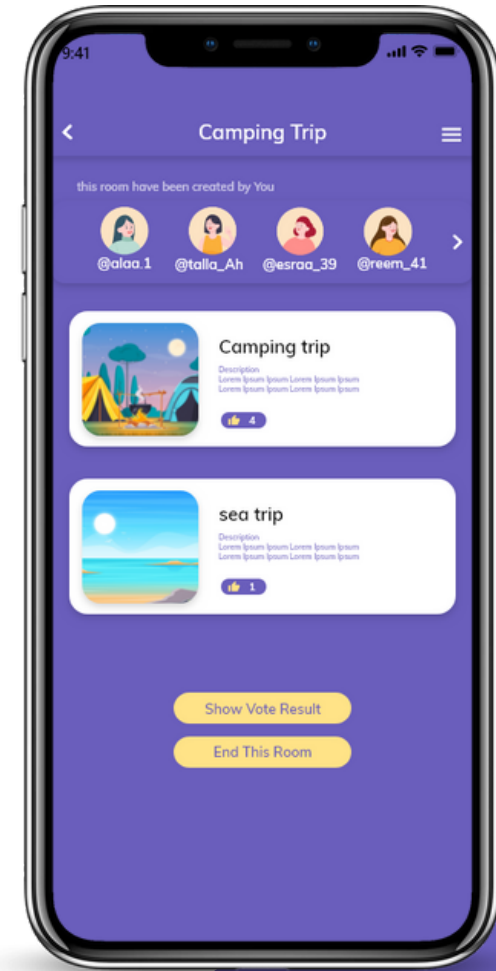 9:41
Camping Trip
this room have been created by You
@alaa.1 @talla_Ah @esraa_39 @reem_41
Camping trip
Description
Lorem Ipsum Ipsum Lorem Ipsum Ipsum
Lorem Ipsum Ipsum Lorem Ipsum Ipsum
4
sea trip
Description
Lorem Ipsum Ipsum Lorem Ipsum Ipsum
Lorem Ipsum Ipsum Lorem Ipsum Ipsum
1
Show Vote Result
End This Room